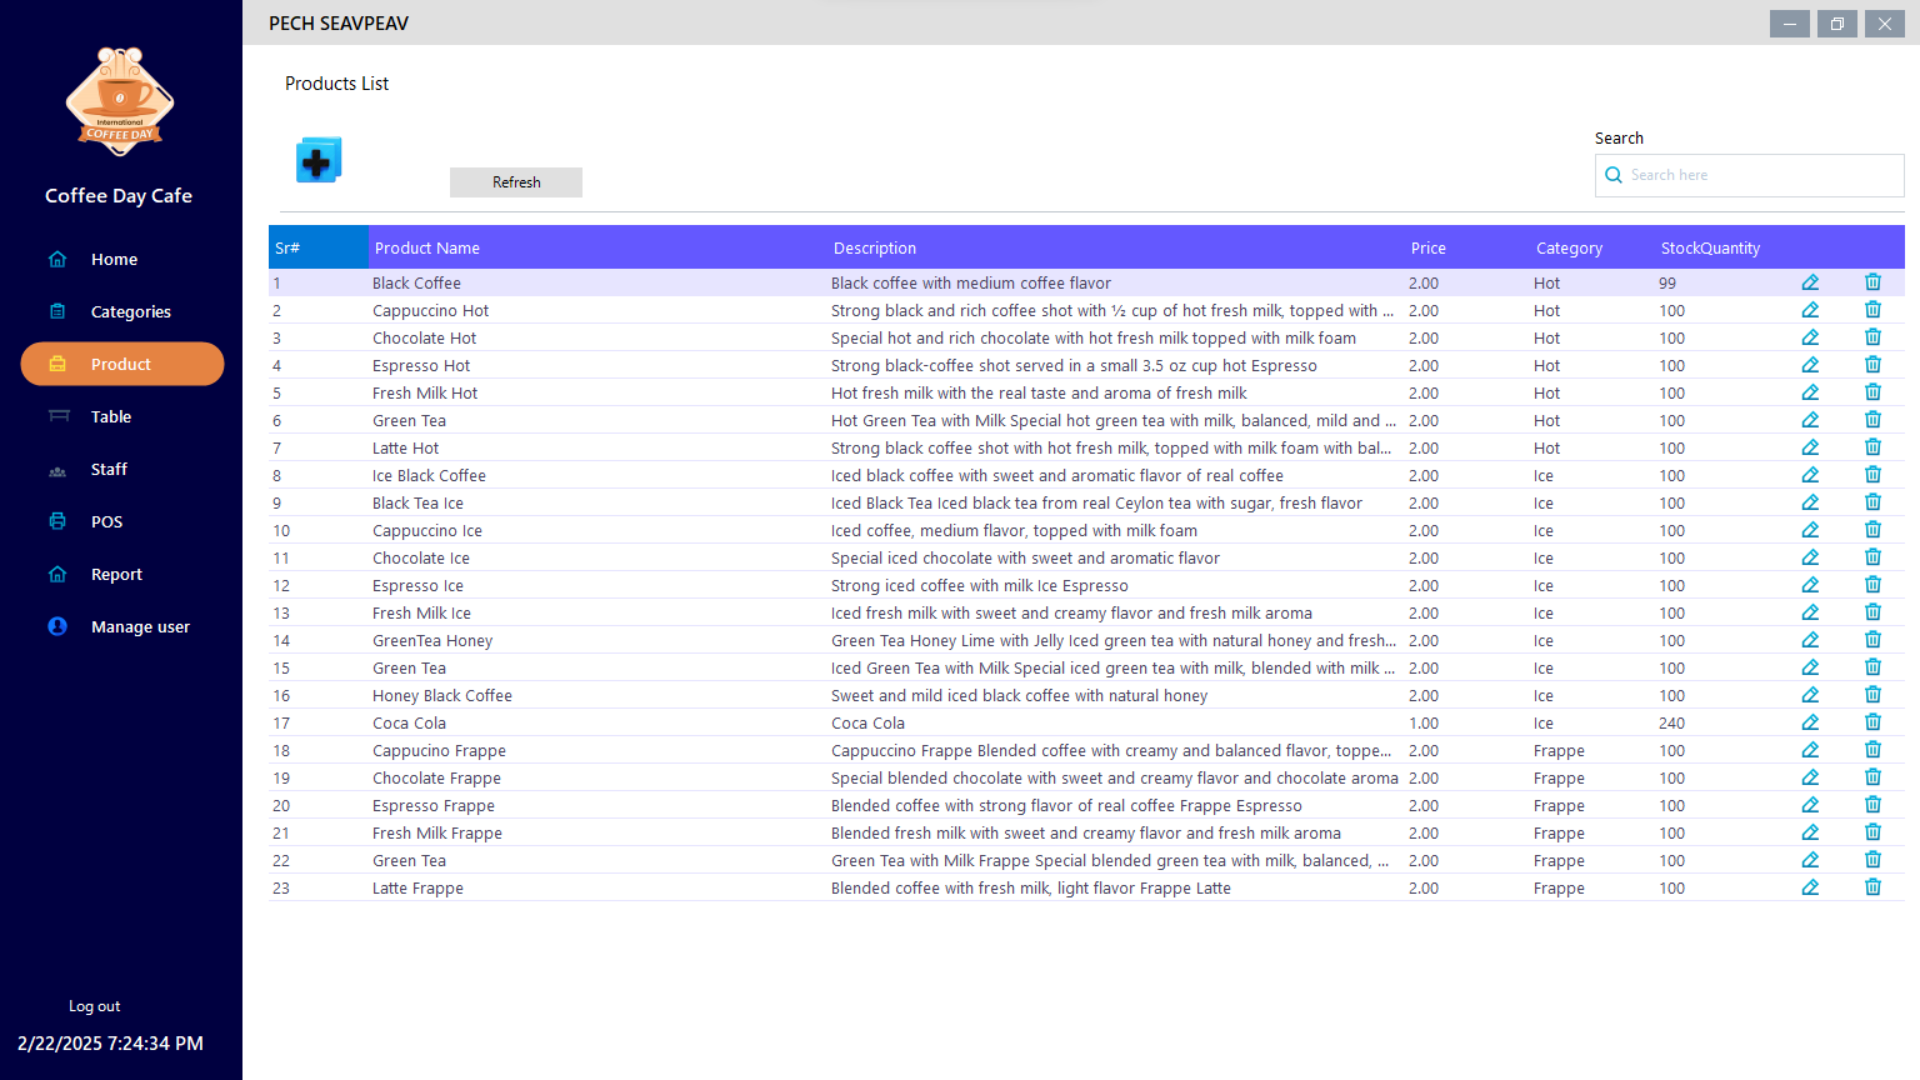 PECH SEAVPEAV
International
COFFEE DAY
Coffee Day Cafe
Home
Categories
Product
Table
Staff
POS
Report
Manage user
Log out
2/22/2025 7:24:34 PM
Products List
Refresh
Search
Search here
Sr# Product Name Description Price Category StockQuantity
1 Black Coffee Black coffee with medium coffee flavor 2.00 Hot 99
2 Cappuccino Hot Strong black and rich coffee shot with ½ cup of hot fresh milk, topped with ... 2.00 Hot 100
3 Chocolate Hot Special hot and rich chocolate with hot fresh milk topped with milk foam 2.00 Hot 100
4 Espresso Hot Strong black-coffee shot served in a small 3.5 oz cup hot Espresso 2.00 Hot 100
5 Fresh Milk Hot Hot fresh milk with the real taste and aroma of fresh milk 2.00 Hot 100
6 Green Tea Hot Green Tea with Milk Special hot green tea with milk, balanced, mild and ... 2.00 Hot 100
7 Latte Hot Strong black coffee shot with hot fresh milk, topped with milk foam with bal... 2.00 Hot 100
8 Ice Black Coffee Iced black coffee with sweet and aromatic flavor of real coffee 2.00 Ice 100
9 Black Tea Ice Iced Black Tea Iced black tea from real Ceylon tea with sugar, fresh flavor 2.00 Ice 100
10 Cappuccino Ice Iced coffee, medium flavor, topped with milk foam 2.00 Ice 100
11 Chocolate Ice Special iced chocolate with sweet and aromatic flavor 2.00 Ice 100
12 Espresso Ice Strong iced coffee with milk Ice Espresso 2.00 Ice 100
13 Fresh Milk Ice Iced fresh milk with sweet and creamy flavor and fresh milk aroma 2.00 Ice 100
14 GreenTea Honey Green Tea Honey Lime with Jelly Iced green tea with natural honey and fresh... 2.00 Ice 100
15 Green Tea Iced Green Tea with Milk Special iced green tea with milk, blended with milk ... 2.00 Ice 100
16 Honey Black Coffee Sweet and mild iced black coffee with natural honey 2.00 Ice 100
17 Coca Cola Coca Cola 1.00 Ice 240
18 Cappucino Frappe Cappuccino Frappe Blended coffee with creamy and balanced flavor, toppe... 2.00 Frappe 100
19 Chocolate Frappe Special blended chocolate with sweet and creamy flavor and chocolate aroma 2.00 Frappe 100
20 Espresso Frappe Blended coffee with strong flavor of real coffee Frappe Espresso 2.00 Frappe 100
21 Fresh Milk Frappe Blended fresh milk with sweet and creamy flavor and fresh milk aroma 2.00 Frappe 100
22 Green Tea Green Tea with Milk Frappe Special blended green tea with milk, balanced, ... 2.00 Frappe 100
23 Latte Frappe Blended coffee with fresh milk, light flavor Frappe Latte 2.00 Frappe 100